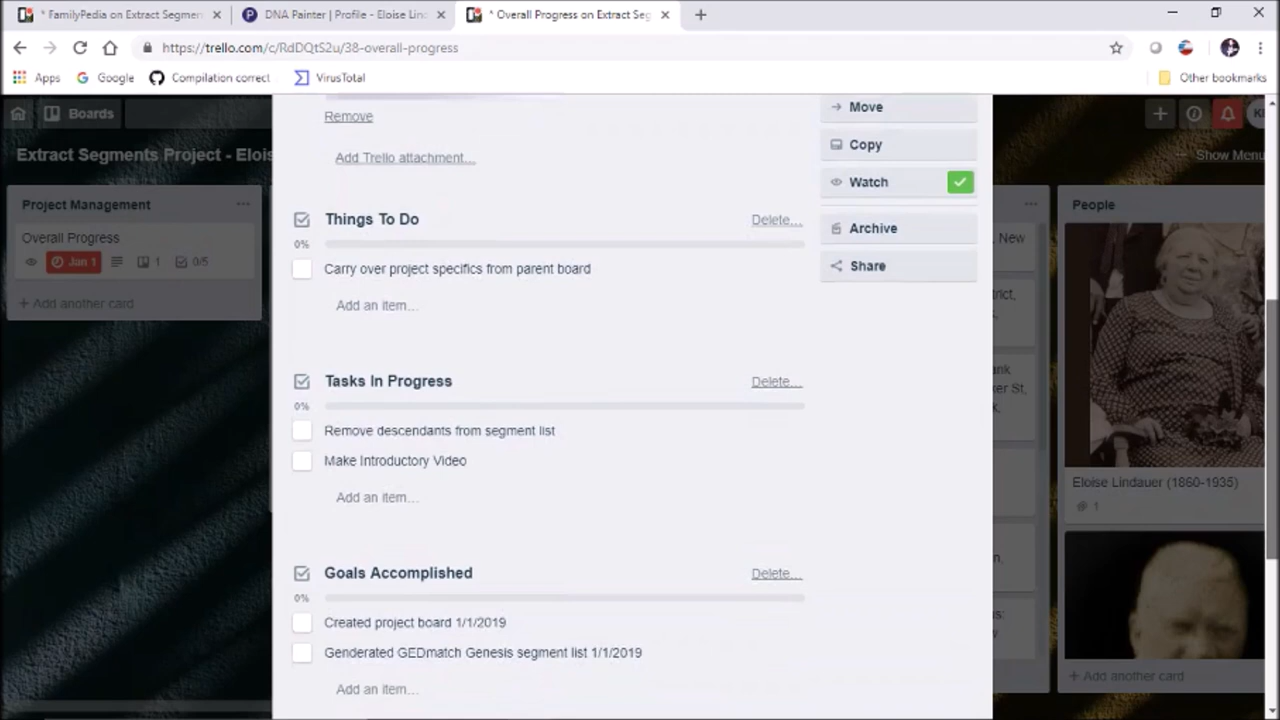 * FamilyPedia on Extract Segmen
DNA Painter | Profile - Eloise Lin
* Overall Progress on Extract Seg
https://trello.com/c/RdDQtS2u/38-overall-progress
Apps
Google
Compilation correct
VirusTotal
Other bookmarks
Boards
Extract Segments Project - Elois
Show Menu
Project Management
Overall Progress
Jan 1
1
0/5
+ Add another card
Remove
Add Trello attachment...
Things To Do
Delete...
0%
Carry over project specifics from parent board
Add an item...
Tasks In Progress
Delete...
0%
Remove descendants from segment list
Make Introductory Video
Add an item...
Goals Accomplished
Delete...
0%
Created project board 1/1/2019
Genderated GEDmatch Genesis segment list 1/1/2019
Add an item...
Move
Copy
Watch
Archive
Share
, New
People
Eloise Lindauer (1860-1935)
1
+ Add another card